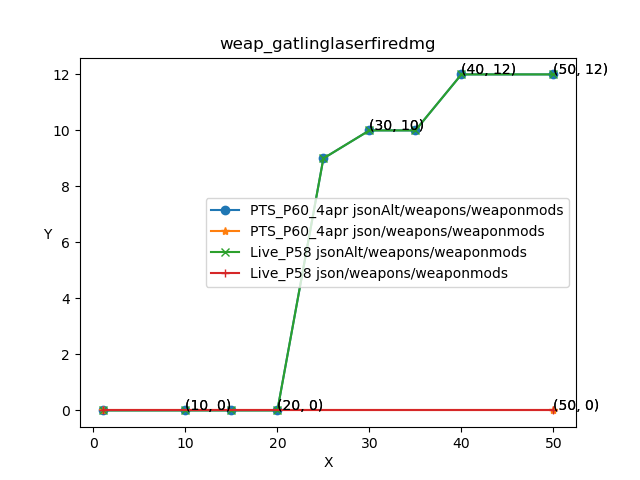 weap_gatlinglaserfiredmg
12
10
8
6
4
2
0
Y
(40, 12)
(50, 12)
(30, 10)
PTS_P60_4apr jsonAlt/weapons/weaponmods
PTS_P60_4apr json/weapons/weaponmods
Live_P58 jsonAlt/weapons/weaponmods
Live_P58 json/weapons/weaponmods
(10, 0)
(20, 0)
(50, 0)
0 10 20 30 40 50
X